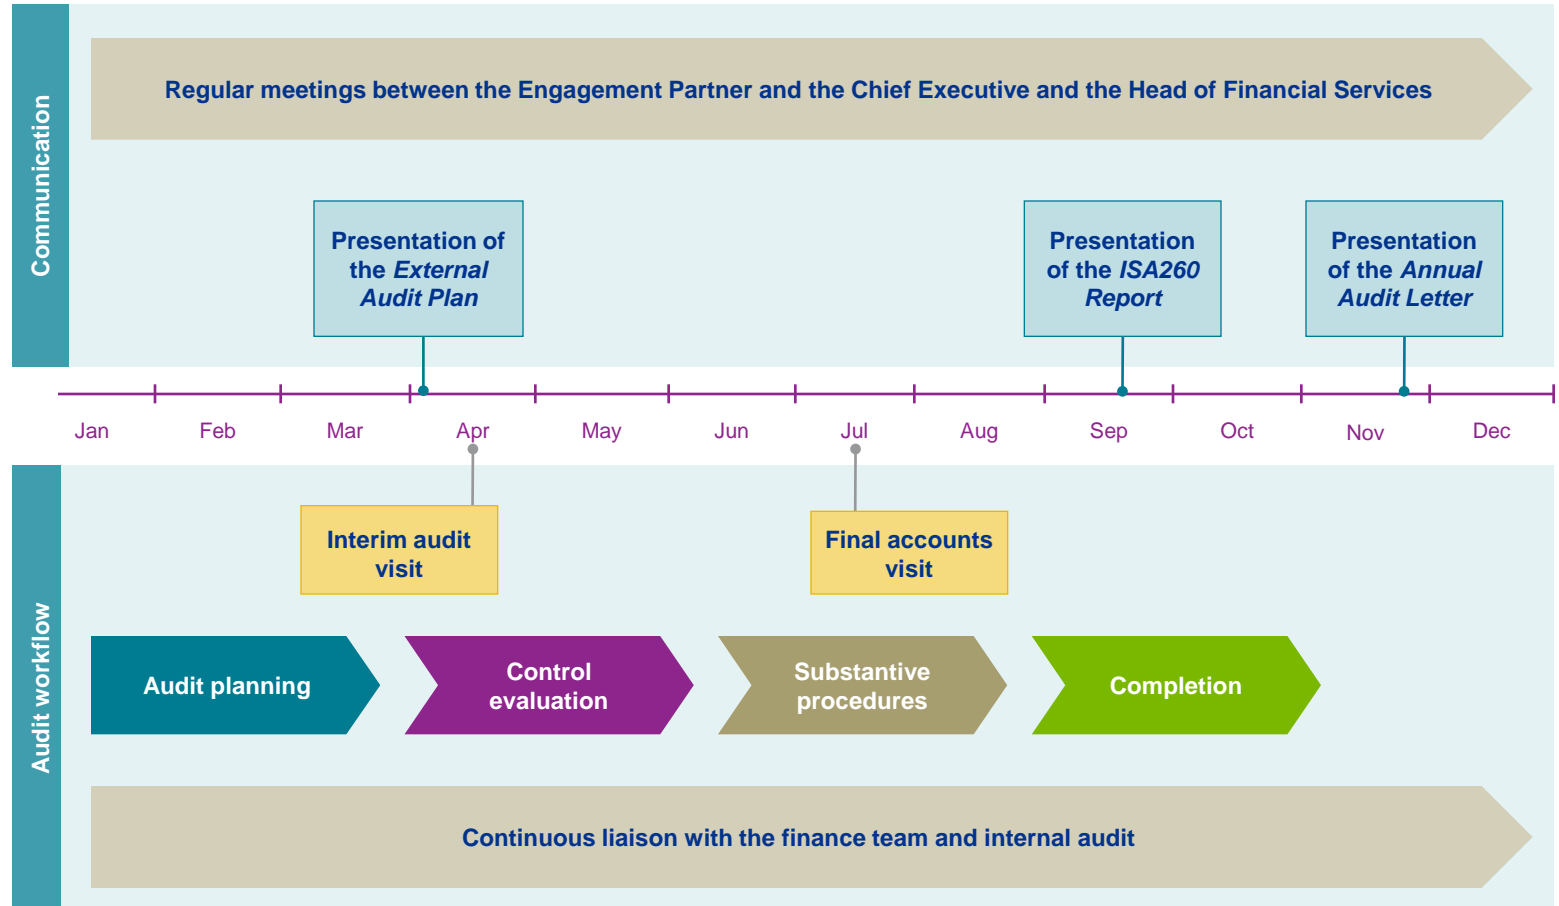 Communication
Regular meetings between the Engagement Partner and the Chief Executive and the Head of Financial Services
Presentation of
the External
Audit Plan
Presentation
of the ISA260
Report
Presentation
of the Annual
Audit Letter
Jan Feb Mar Apr May Jun Jul Aug Sep Oct Nov Dec
Audit workflow
Interim audit
visit
Final accounts
visit
Audit planning
Control
evaluation
Substantive
procedures
Completion
Continuous liaison with the finance team and internal audit